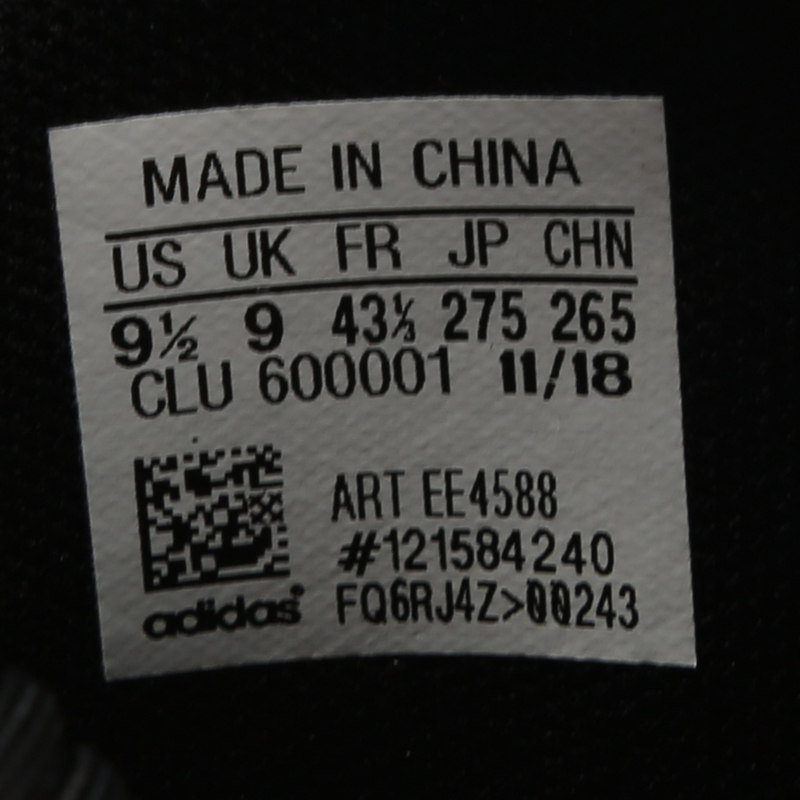 MADE IN CHINA
US UK FR JP CHN
9½ 9 43⅓ 275 265
CLU 600001 11/18
ART EE4588
#121584240
FQ6RJ4Z>00243
adidas